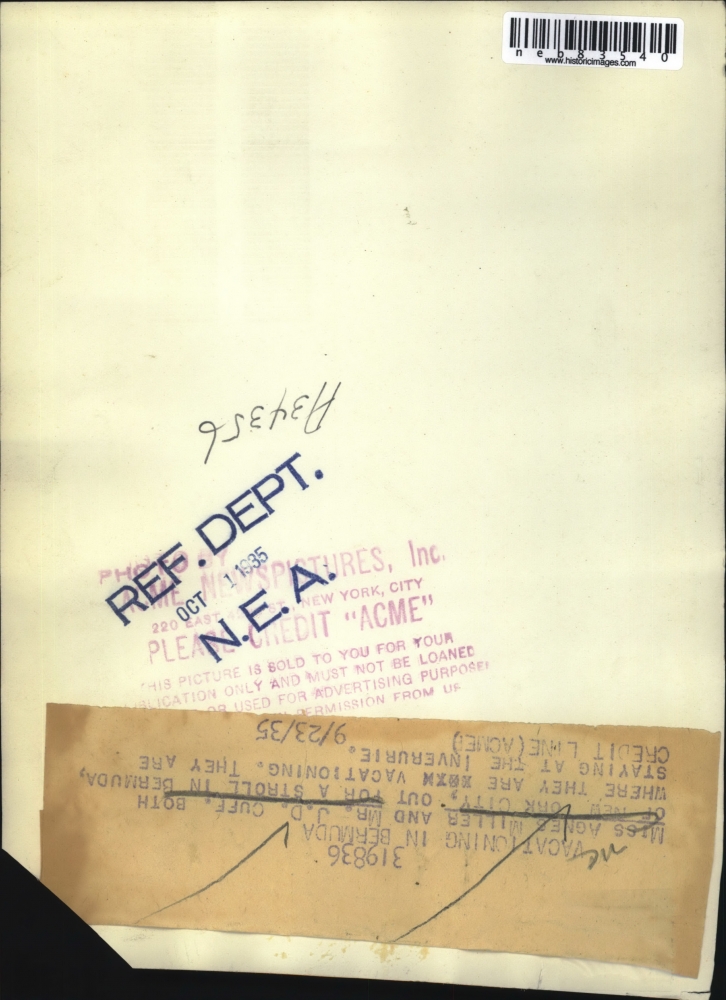 neb83540
www.historicimages.com
A34356
REF. DEPT.
OCT 1 1935
N.E.A.
PHOTO BY
ACME NEWSPICTURES, Inc.
220 EAST ST., NEW YORK, CITY
PLEASE CREDIT "ACME"
THIS PICTURE IS SOLD TO YOU FOR YOUR
PUBLICATION ONLY AND MUST NOT BE LOANED
OR USED FOR ADVERTISING PURPOSES
PERMISSION FROM US
319836
VACATIONING IN BERMUDA
MISS AGNES MILLER AND MR. J.D. CUFF, BOTH
OF NEW YORK CITY, OUT FOR A STROLL IN BERMUDA,
WHERE THEY ARE VACATIONING. THEY ARE
STAYING AT THE INVERURIE.
CREDIT LINE (ACME) 9/23/35